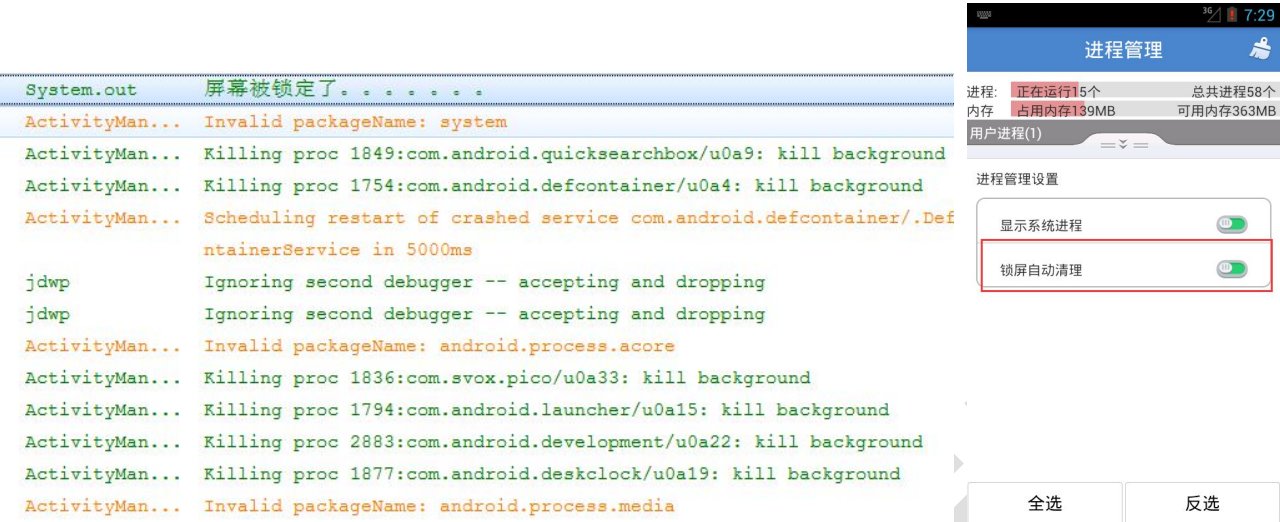 System.out 屏幕被锁定了。。。。。。。
ActivityMan... Invalid packageName: system
ActivityMan... Killing proc 1849:com.android.quicksearchbox/u0a9: kill background
ActivityMan... Killing proc 1754:com.android.defcontainer/u0a4: kill background
ActivityMan... Scheduling restart of crashed service com.android.defcontainer/.Def
ntainerService in 5000ms
jdwp Ignoring second debugger -- accepting and dropping
jdwp Ignoring second debugger -- accepting and dropping
ActivityMan... Invalid packageName: android.process.acore
ActivityMan... Killing proc 1836:com.svox.pico/u0a33: kill background
ActivityMan... Killing proc 1794:com.android.launcher/u0a15: kill background
ActivityMan... Killing proc 2883:com.android.development/u0a22: kill background
ActivityMan... Killing proc 1877:com.android.deskclock/u0a19: kill background
ActivityMan... Invalid packageName: android.process.media
3G 7:29
进程管理
进程: 正在运行15个 总共进程58个
内存 占用内存139MB 可用内存363MB
用户进程(1)
进程管理设置
显示系统进程
锁屏自动清理
全选 反选